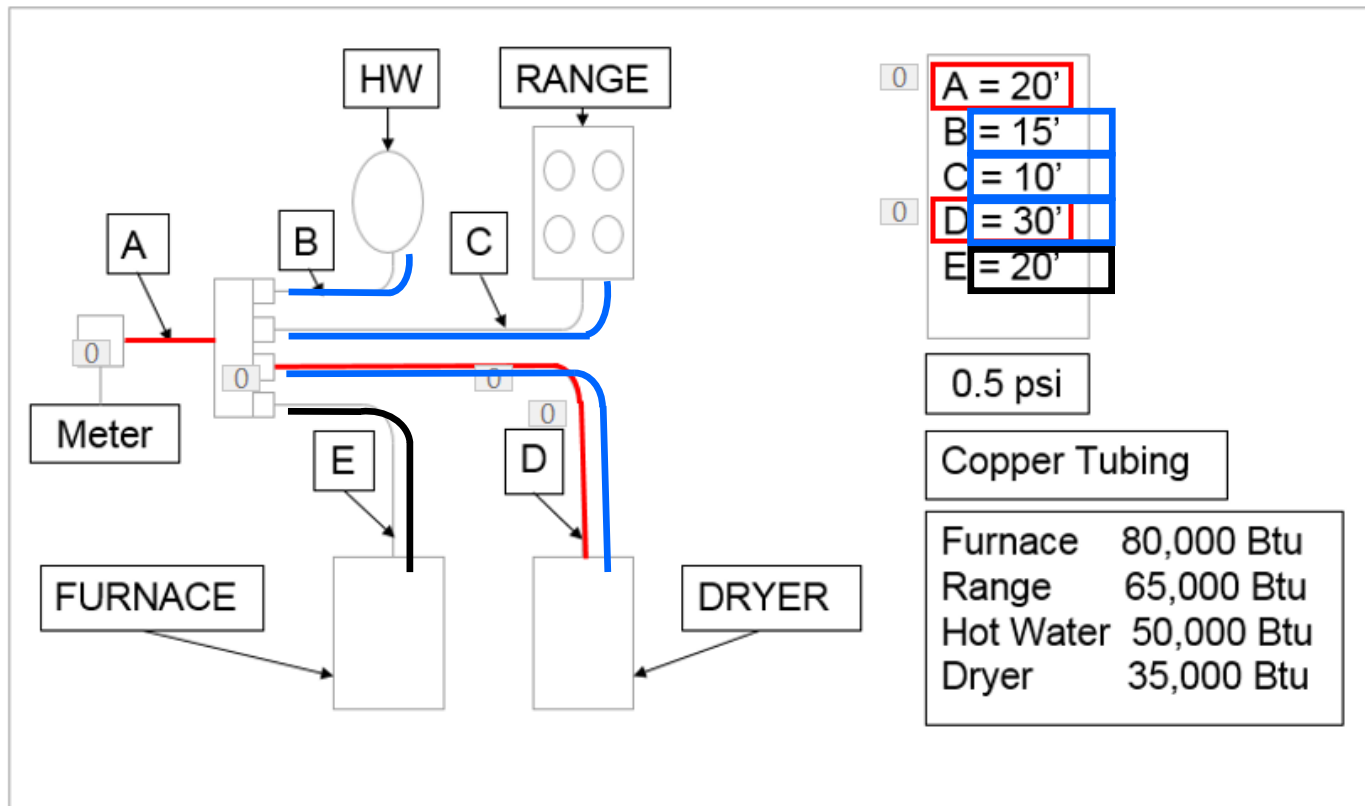 HW
RANGE
0
A = 20’
B = 15’
C = 10’
0
D = 30’
E = 20’
A
B
C
0
0
0
0
Meter
E
D
0.5 psi
Copper Tubing
FURNACE
DRYER
Furnace 80,000 Btu
Range 65,000 Btu
Hot Water 50,000 Btu
Dryer 35,000 Btu